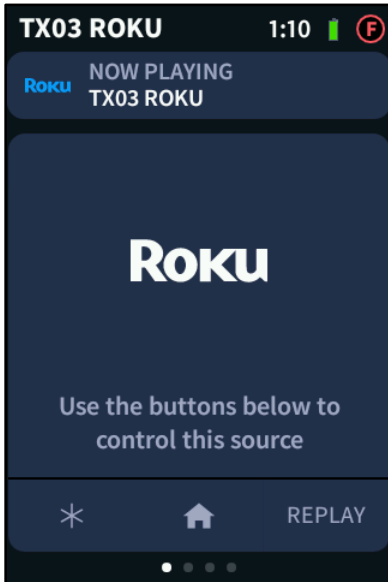 TX03 ROKU 1:10 F
ROKU NOW PLAYING
TX03 ROKU
ROKU
Use the buttons below to
control this source
* REPLAY